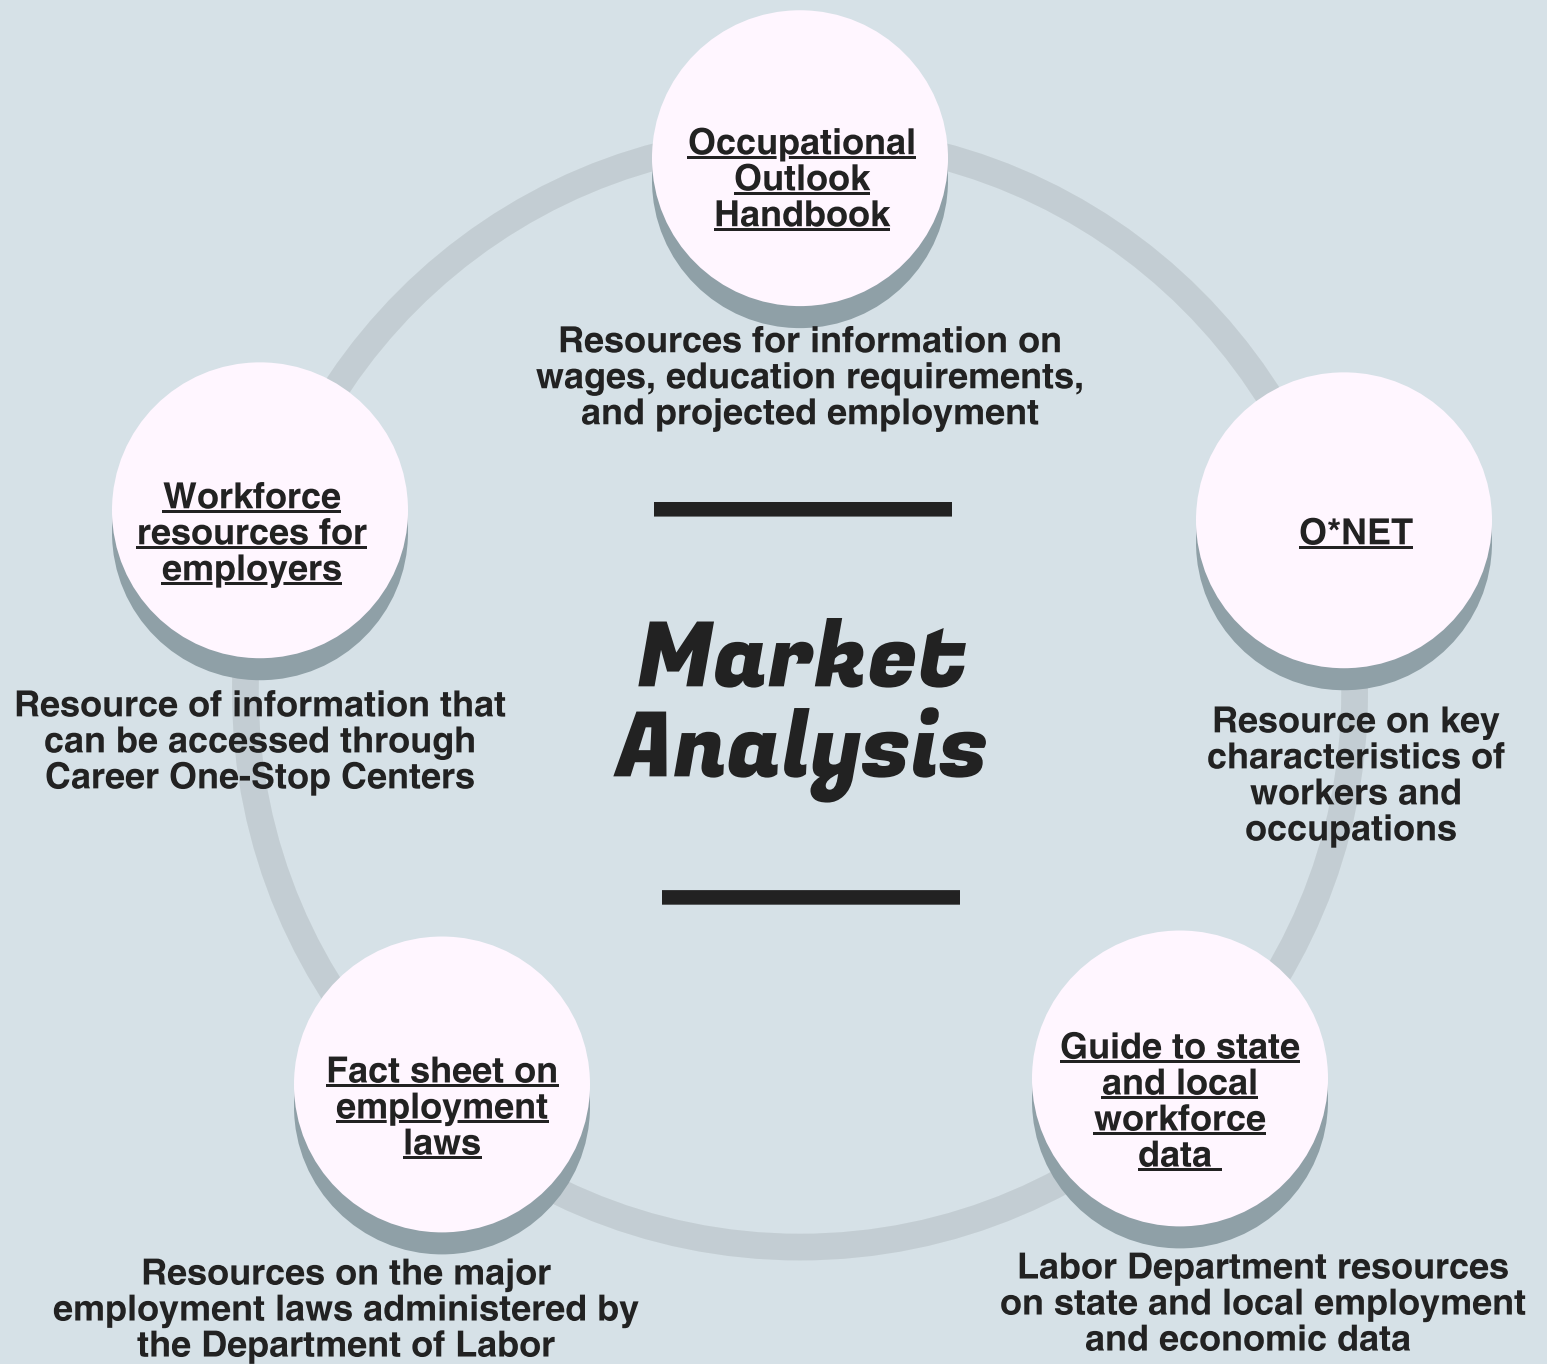 Occupational
Outlook
Handbook
Resources for information on
wages, education requirements,
and projected employment
Workforce
resources for
employers
Resource of information that
can be accessed through
Career One-Stop Centers
O*NET
Resource on key
characteristics of
workers and
occupations
Market
Analysis
Fact sheet on
employment
laws
Resources on the major
employment laws administered by
the Department of Labor
Guide to state
and local
workforce
data
Labor Department resources
on state and local employment
and economic data